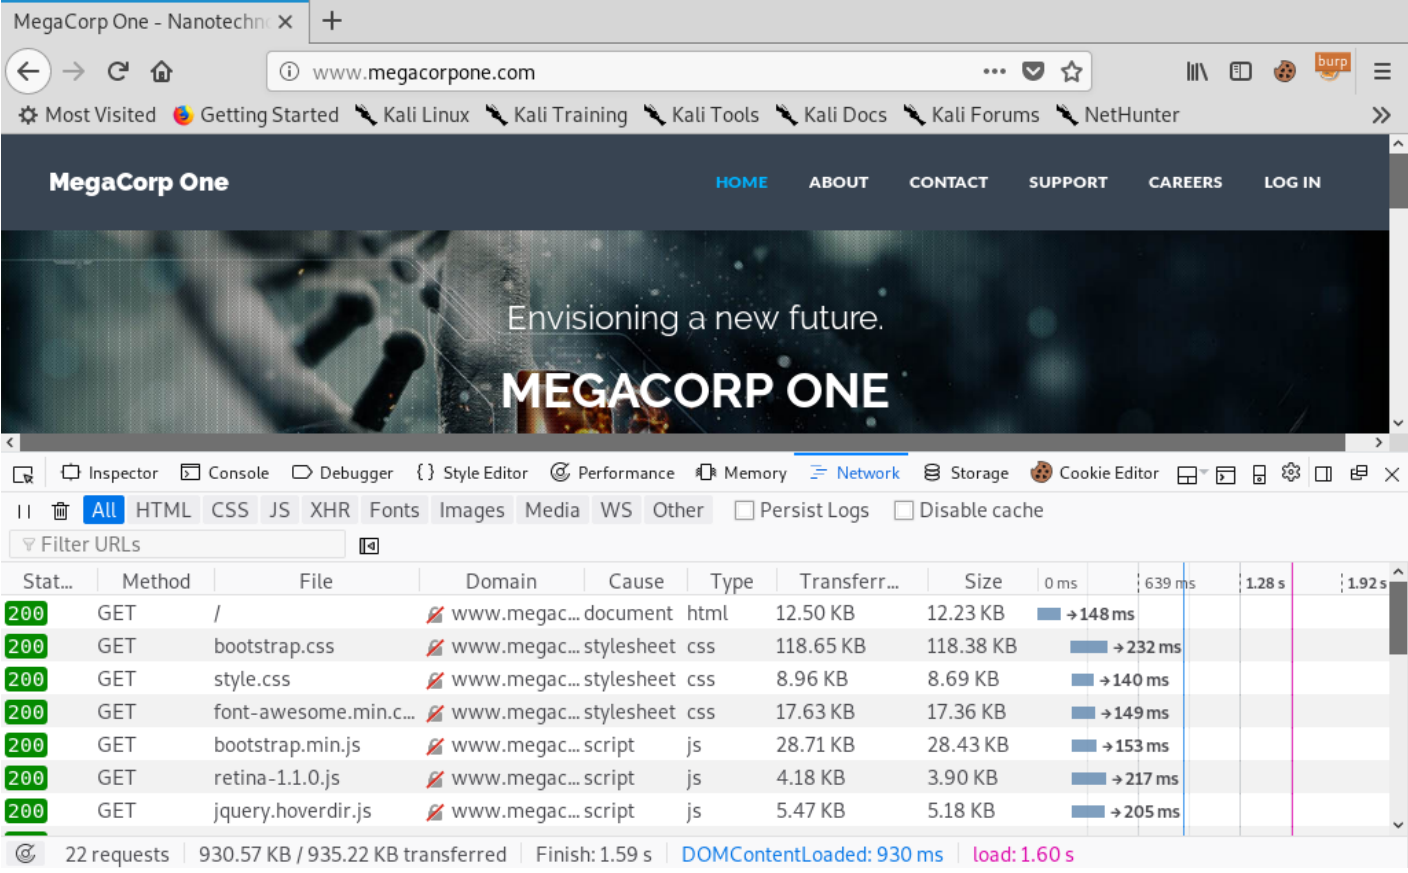 MegaCorp One - Nanotechn
www.megacorpone.com
burp
Most Visited Getting Started Kali Linux Kali Training Kali Tools Kali Docs Kali Forums NetHunter
MegaCorp One HOME ABOUT CONTACT SUPPORT CAREERS LOG IN
Envisioning a new future.
MEGACORP ONE
Inspector Console Debugger {} Style Editor Performance Memory Network Storage Cookie Editor
All HTML CSS JS XHR Fonts Images Media WS Other Persist Logs Disable cache
Filter URLs
Stat... Method File Domain Cause Type Transferr... Size 0 ms 639 ms 1.28 s 1.92 s
200 GET / www.megac... document html 12.50 KB 12.23 KB → 148 ms
200 GET bootstrap.css www.megac... stylesheet css 118.65 KB 118.38 KB → 232 ms
200 GET style.css www.megac... stylesheet css 8.96 KB 8.69 KB → 140 ms
200 GET font-awesome.min.c... www.megac... stylesheet css 17.63 KB 17.36 KB → 149 ms
200 GET bootstrap.min.js www.megac... script js 28.71 KB 28.43 KB → 153 ms
200 GET retina-1.1.0.js www.megac... script js 4.18 KB 3.90 KB → 217 ms
200 GET jquery.hoverdir.js www.megac... script js 5.47 KB 5.18 KB → 205 ms
22 requests 930.57 KB / 935.22 KB transferred Finish: 1.59 s DOMContentLoaded: 930 ms load: 1.60 s